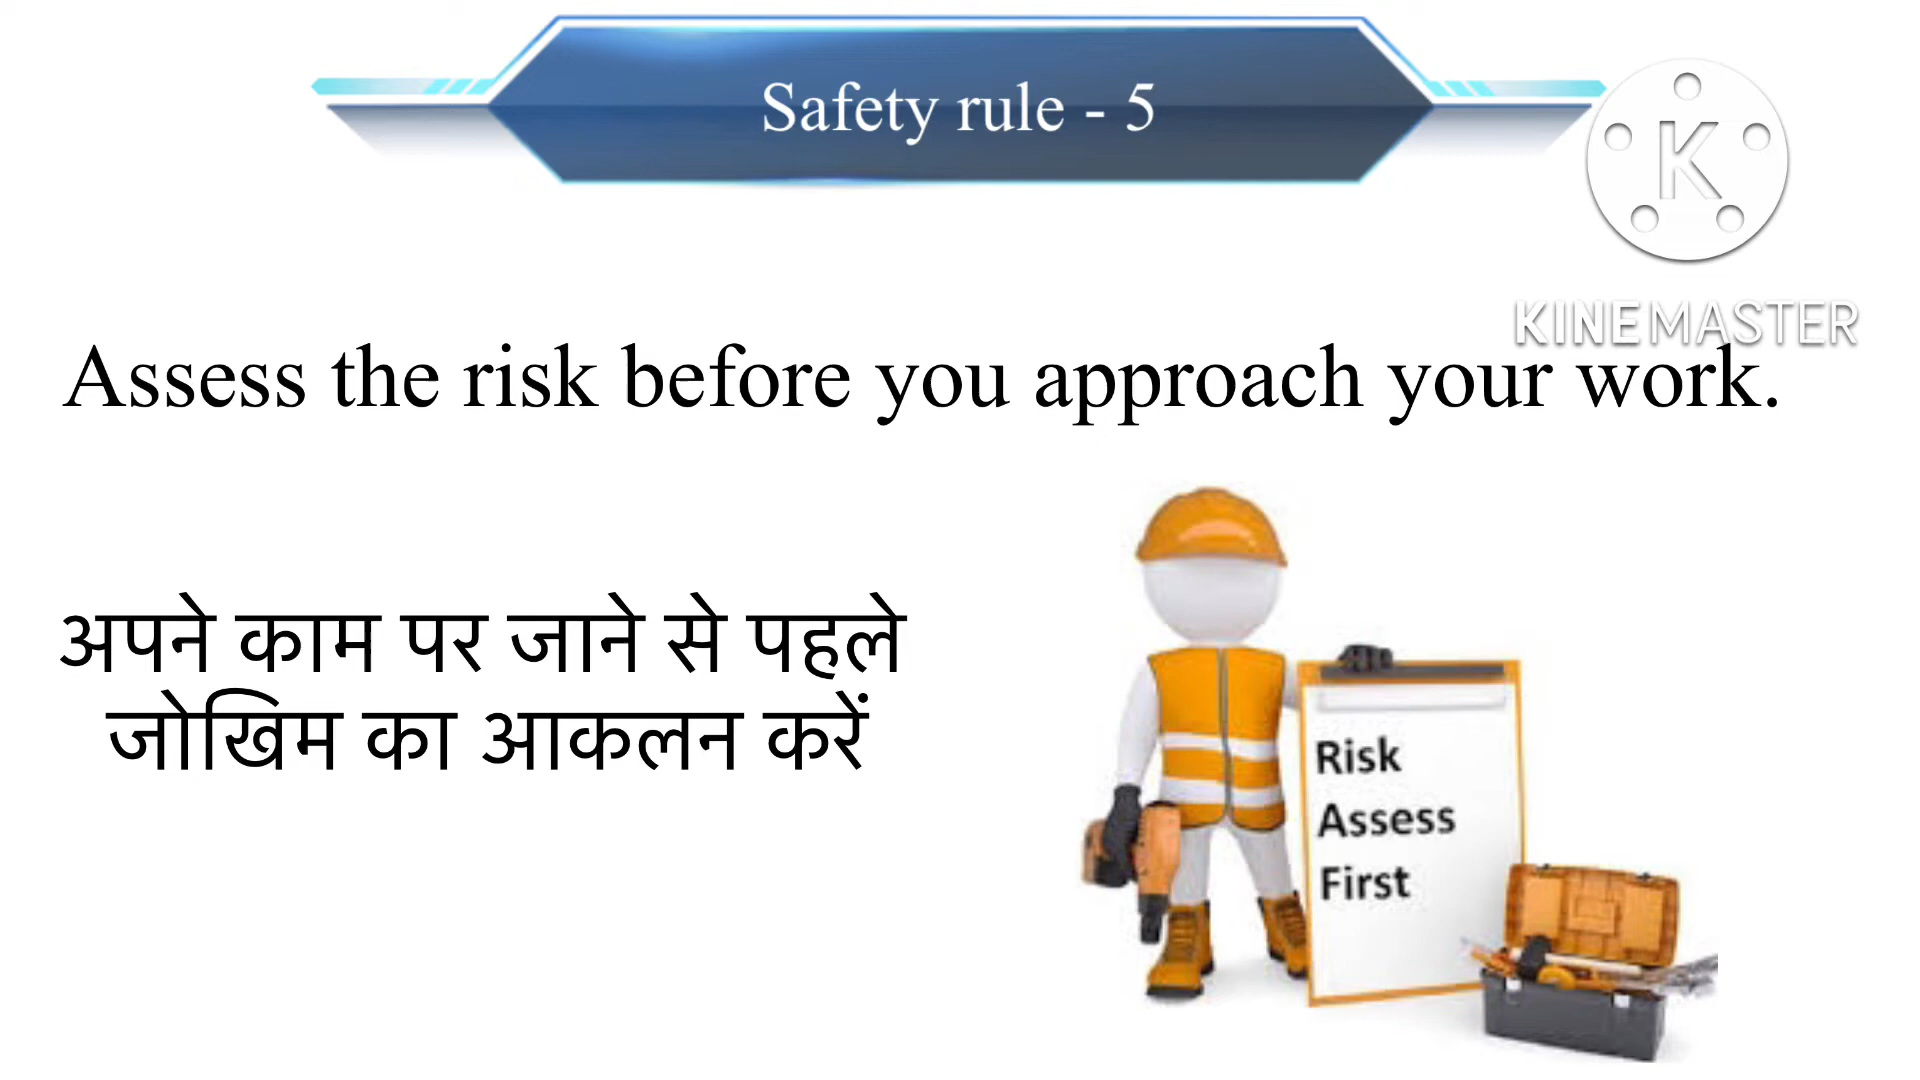 Safety rule - 5
K
KINEMASTER
Assess the risk before you approach your work.
अपने काम पर जाने से पहले
जोखिम का आकलन करें
Risk
Assess
First